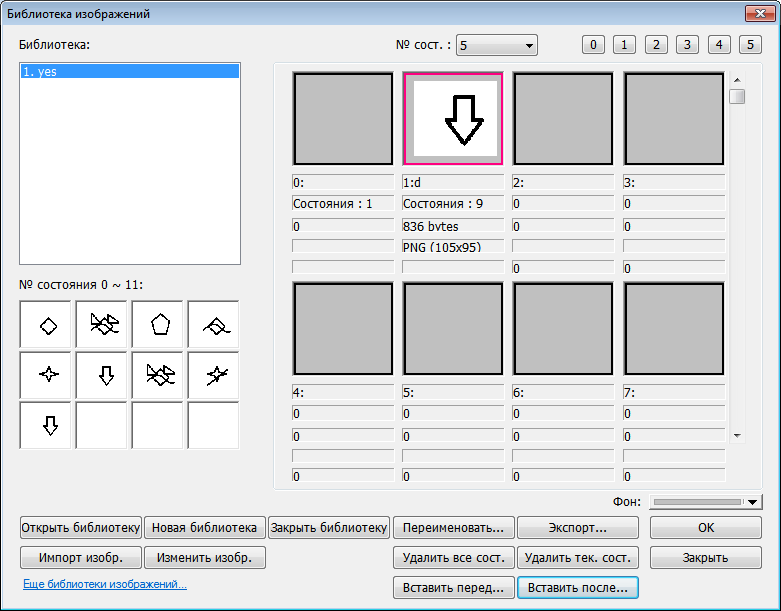 Библиотека изображений
Библиотека:
№ сост. : 5
0 1 2 3 4 5
1. yes
0: 1:d 2: 3:
Состояния : 1 Состояния : 9 0 0
0 836 bytes 0 0
PNG (105x95)
0 0
№ состояния 0 ~ 11:
4: 5: 6: 7:
0 0 0 0
0 0 0 0
0 0 0 0
Фон:
Открыть библиотеку Новая библиотека Закрыть библиотеку Переименовать... Экспорт... OK
Импорт изобр. Изменить изобр. Удалить все сост. Удалить тек. сост. Закрыть
Еще библиотеки изображений... Вставить перед... Вставить после...